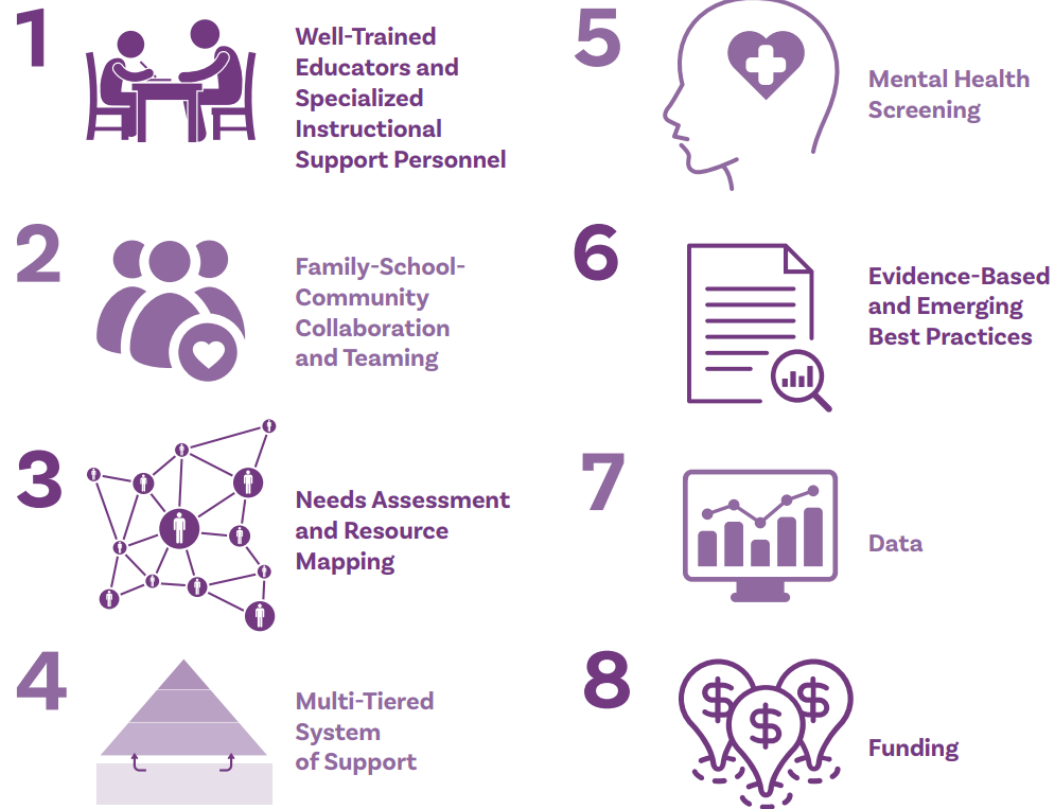 1
Well-Trained
Educators and
Specialized
Instructional
Support Personnel
2
Family-School-
Community
Collaboration
and Teaming
3
Needs Assessment
and Resource
Mapping
4
Multi-Tiered
System
of Support
5
Mental Health
Screening
6
Evidence-Based
and Emerging
Best Practices
7
Data
8
$ $ $
Funding